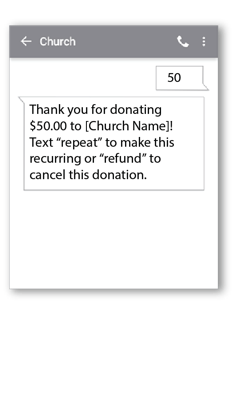 Church
50
Thank you for donating
$50.00 to [Church Name]!
Text “repeat” to make this
recurring or “refund” to
cancel this donation.